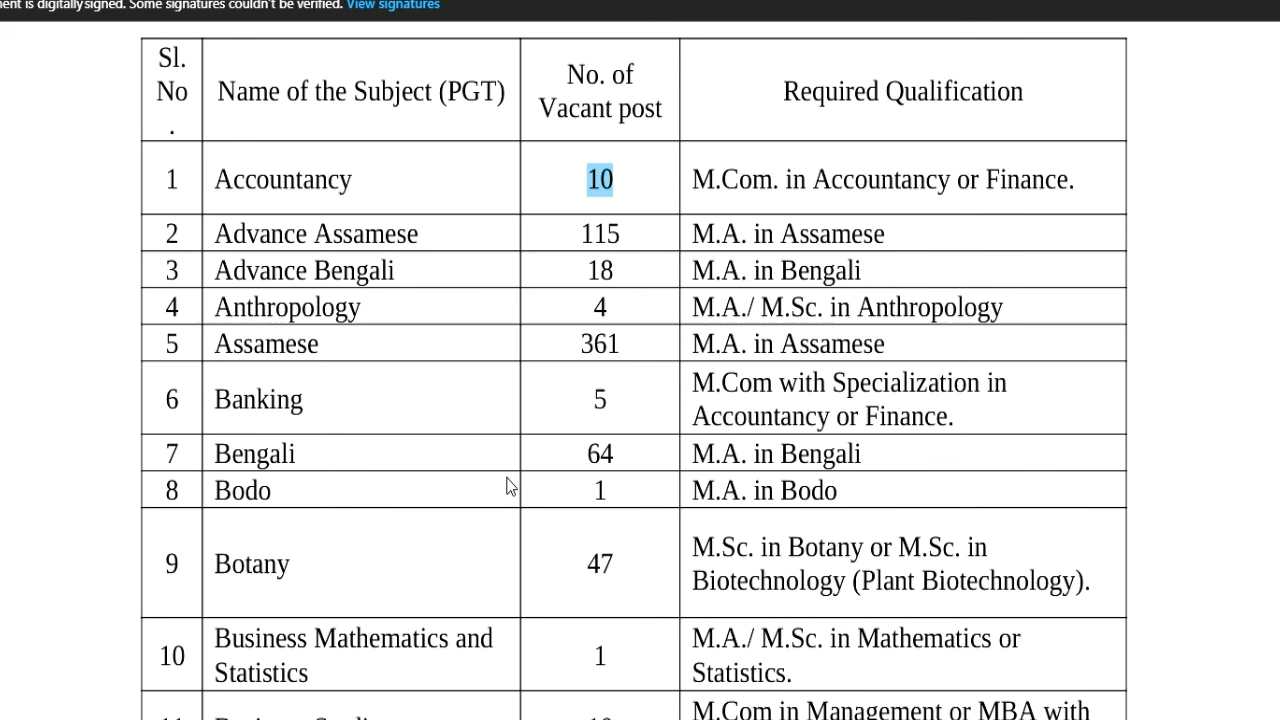 is digitally signed. Some signatures couldn't be verified. View signatures
Sl. No . Name of the Subject (PGT) No. of Vacant post Required Qualification
1 Accountancy 10 M.Com. in Accountancy or Finance.
2 Advance Assamese 115 M.A. in Assamese
3 Advance Bengali 18 M.A. in Bengali
4 Anthropology 4 M.A./ M.Sc. in Anthropology
5 Assamese 361 M.A. in Assamese
6 Banking 5 M.Com with Specialization in
Accountancy or Finance.
7 Bengali 64 M.A. in Bengali
8 Bodo 1 M.A. in Bodo
9 Botany 47 M.Sc. in Botany or M.Sc. in
Biotechnology (Plant Biotechnology).
10 Business Mathematics and
Statistics 1 M.A./ M.Sc. in Mathematics or
Statistics.
M.Com in Management or MBA with